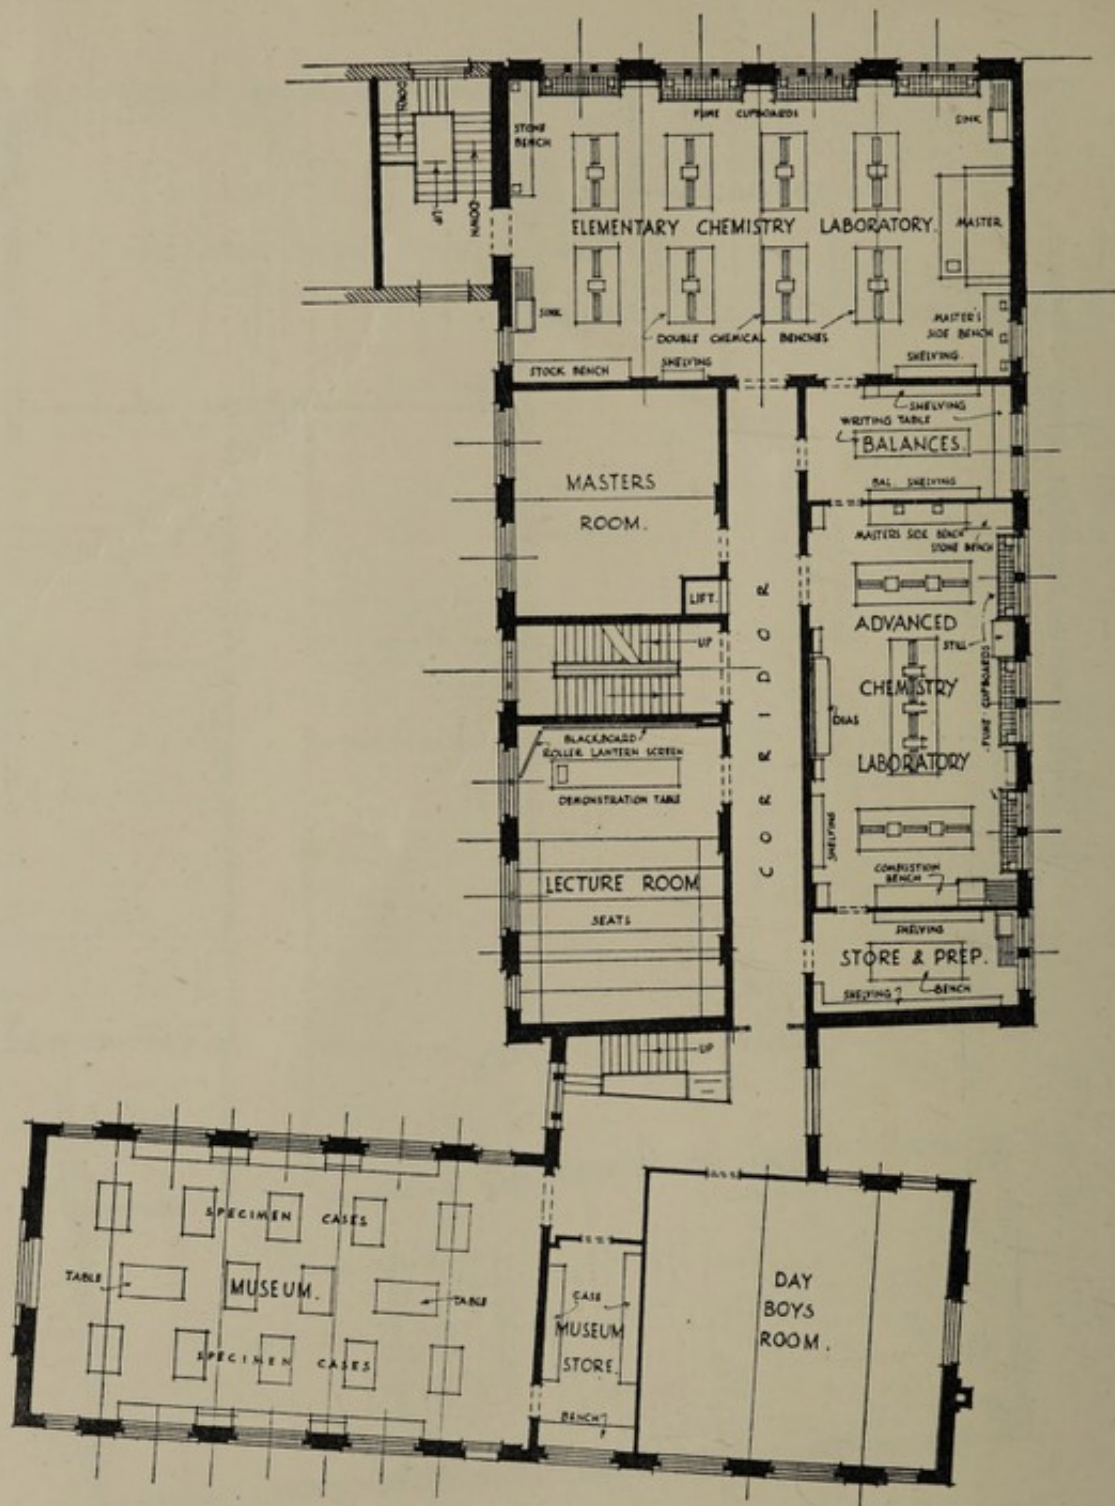 DOWN
UP
DOWN
STONE
BENCH
FUME CUPBOARDS
SINK
ELEMENTARY CHEMISTRY LABORATORY.
MASTER
SINK
MASTER'S
SIDE BENCH
DOUBLE CHEMICAL BENCHES
STOCK BENCH
SHELVING
SHELVING.
SHELVING
WRITING TABLE
BALANCES.
BAL. SHELVING
MASTERS
ROOM.
LIFT.
UP
MASTERS SIDE BENCH
STONE BENCH
ADVANCED
STILL
CHEMISTRY
FUME CUPBOARDS
DIAS
LABORATORY
SHELVING
COMBUSTION
BENCH
CORRIDOR
BLACKBOARD
ROLLER LANTERN SCREEN
DEMONSTRATION TABLE
LECTURE ROOM
SEATS
SHELVING
STORE & PREP.
BENCH
SHELVING
UP
SPECIMEN CASES
TABLE
MUSEUM.
TABLE
SPECIMEN CASES
CASE
MUSEUM
STORE.
BENCH
DAY
BOYS
ROOM.